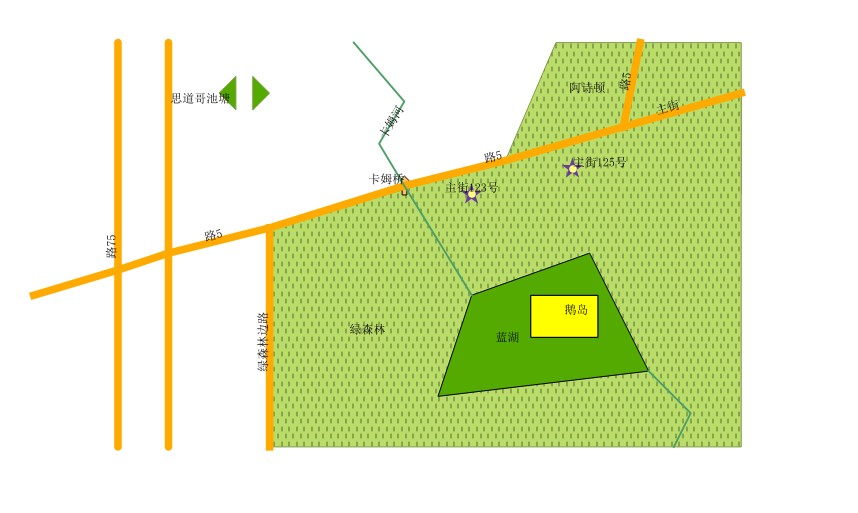 阿诗顿
路5
主街
思道哥池塘
卡姆河
路5
主街125号
卡姆桥
主街123号
路75
路5
鹅岛
绿森林边路
绿森林
蓝湖